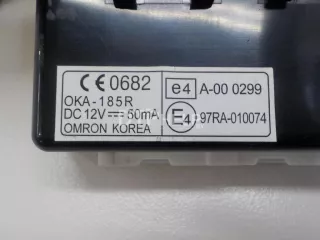 CE 0682
e4 A-00 0299
OKA-185R
DC 12V 50mA
OMRON KOREA
E4 97RA-010074